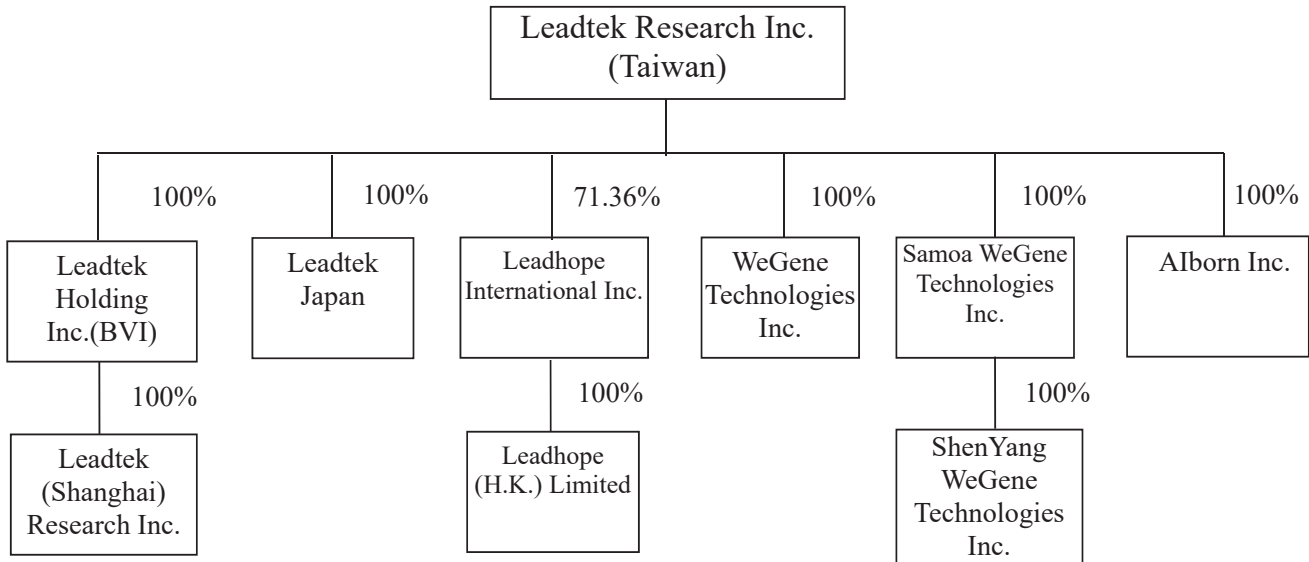 Leadtek Research Inc.
(Taiwan)
100%
100%
71.36%
100%
100%
100%
Leadtek
Holding
Inc.(BVI)
Leadtek
Japan
Leadhope
International Inc.
WeGene
Technologies
Inc.
Samoa WeGene
Technologies
Inc.
AIborn Inc.
100%
100%
100%
Leadtek
(Shanghai)
Research Inc.
Leadhope
(H.K.) Limited
ShenYang
WeGene
Technologies
Inc.